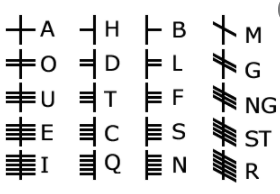 ᚐ A ᚆ H ᚁ B ᚋ M
ᚑ O ᚇ D ᚂ L ᚌ G
ᚒ U ᚈ T ᚃ F ᚍ NG
ᚓ E ᚉ C ᚄ S ᚎ ST
ᚔ I ᚊ Q ᚅ N ᚏ R